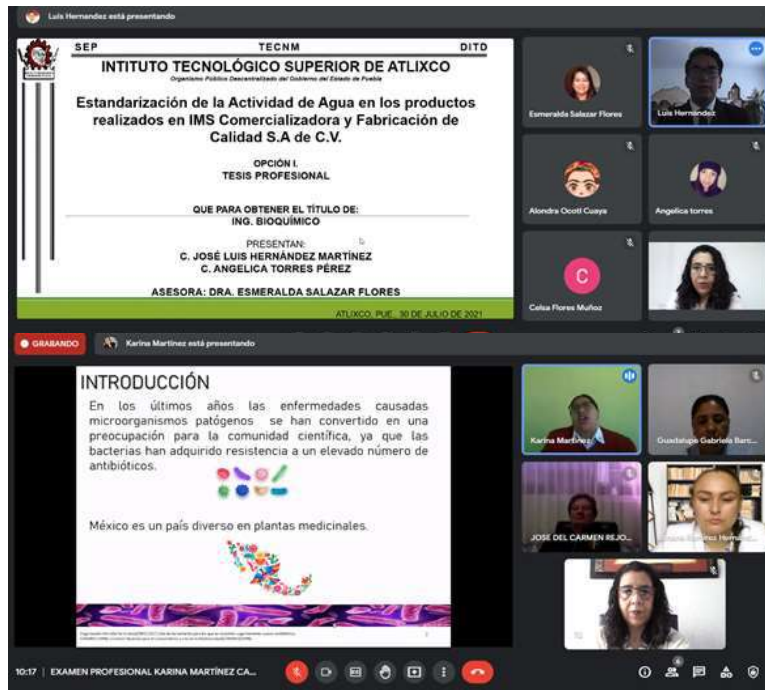 Luis Hernandez está presentando
SEP TECNM DITD
INTITUTO TECNOLÓGICO SUPERIOR DE ATLIXCO
Organismo Público Descentralizado del Gobierno del Estado de Puebla
Estandarización de la Actividad de Agua en los productos
realizados en IMS Comercializadora y Fabricación de
Calidad S.A de C.V.
OPCIÓN I.
TESIS PROFESIONAL
QUE PARA OBTENER EL TÍTULO DE:
ING. BIOQUÍMICO
PRESENTAN:
C. JOSÉ LUIS HERNÁNDEZ MARTÍNEZ
C. ANGELICA TORRES PÉREZ
ASESORA: DRA. ESMERALDA SALAZAR FLORES
ATLIXCO, PUE., 30 DE JULIO DE 2021
Esmeralda Salazar Flores
Luis Hernandez
Alondra Ocotl Cuaya
Angelica torres
C
Celsa Flores Muñoz
GRABANDO
Karina Martínez está presentando
INTRODUCCIÓN
En los últimos años las enfermedades causadas
microorganismos patógenos se han convertido en una
preocupación para la comunidad científica, ya que las
bacterias han adquirido resistencia a un elevado número de
antibióticos.
México es un país diverso en plantas medicinales.
Karina Martínez
Guadalupe Gabriela Barc...
JOSE DEL CARMEN REJO...
10:17 | EXAMEN PROFESIONAL KARINA MARTÍNEZ CA...